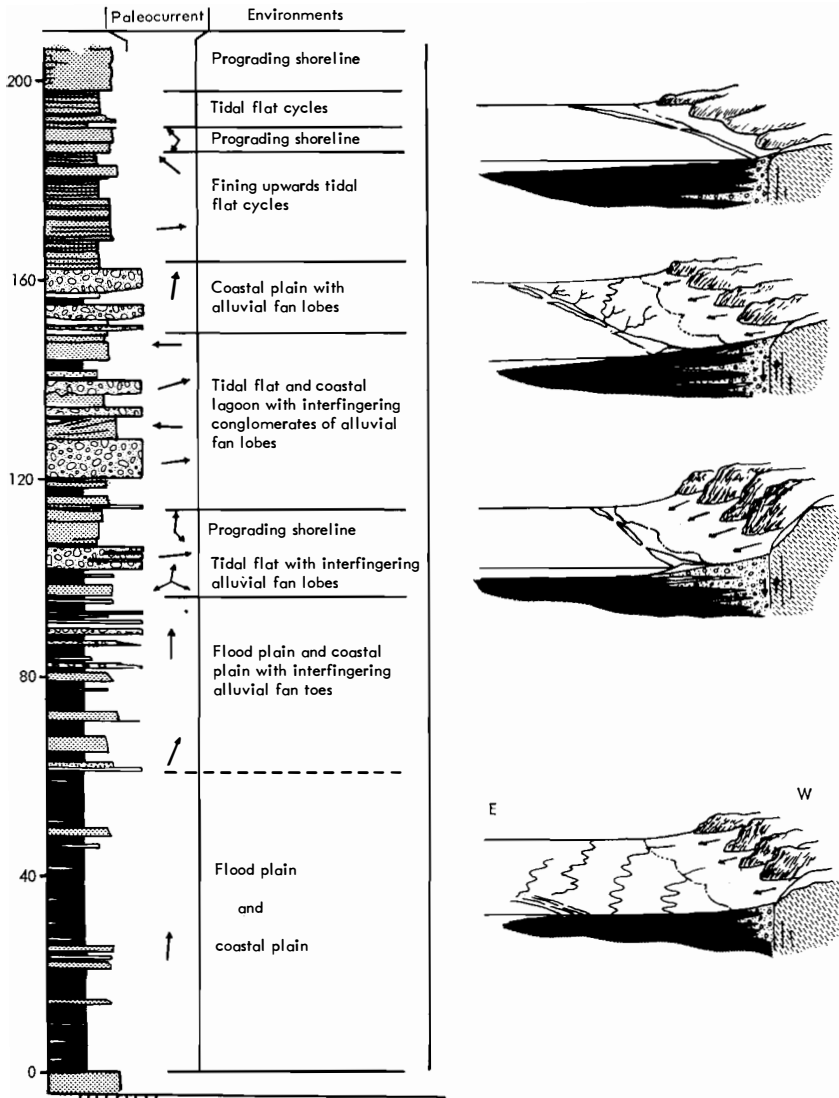 Paleocurrent
Environments
200
160
120
80
40
0
Prograding shoreline
Tidal flat cycles
Prograding shoreline
Fining upwards tidal
flat cycles
Coastal plain with
alluvial fan lobes
Tidal flat and coastal
lagoon with interfingering
conglomerates of alluvial
fan lobes
Prograding shoreline
Tidal flat with interfingering
alluvial fan lobes
Flood plain and coastal
plain with interfingering
alluvial fan toes
Flood plain
and
coastal plain
E
W